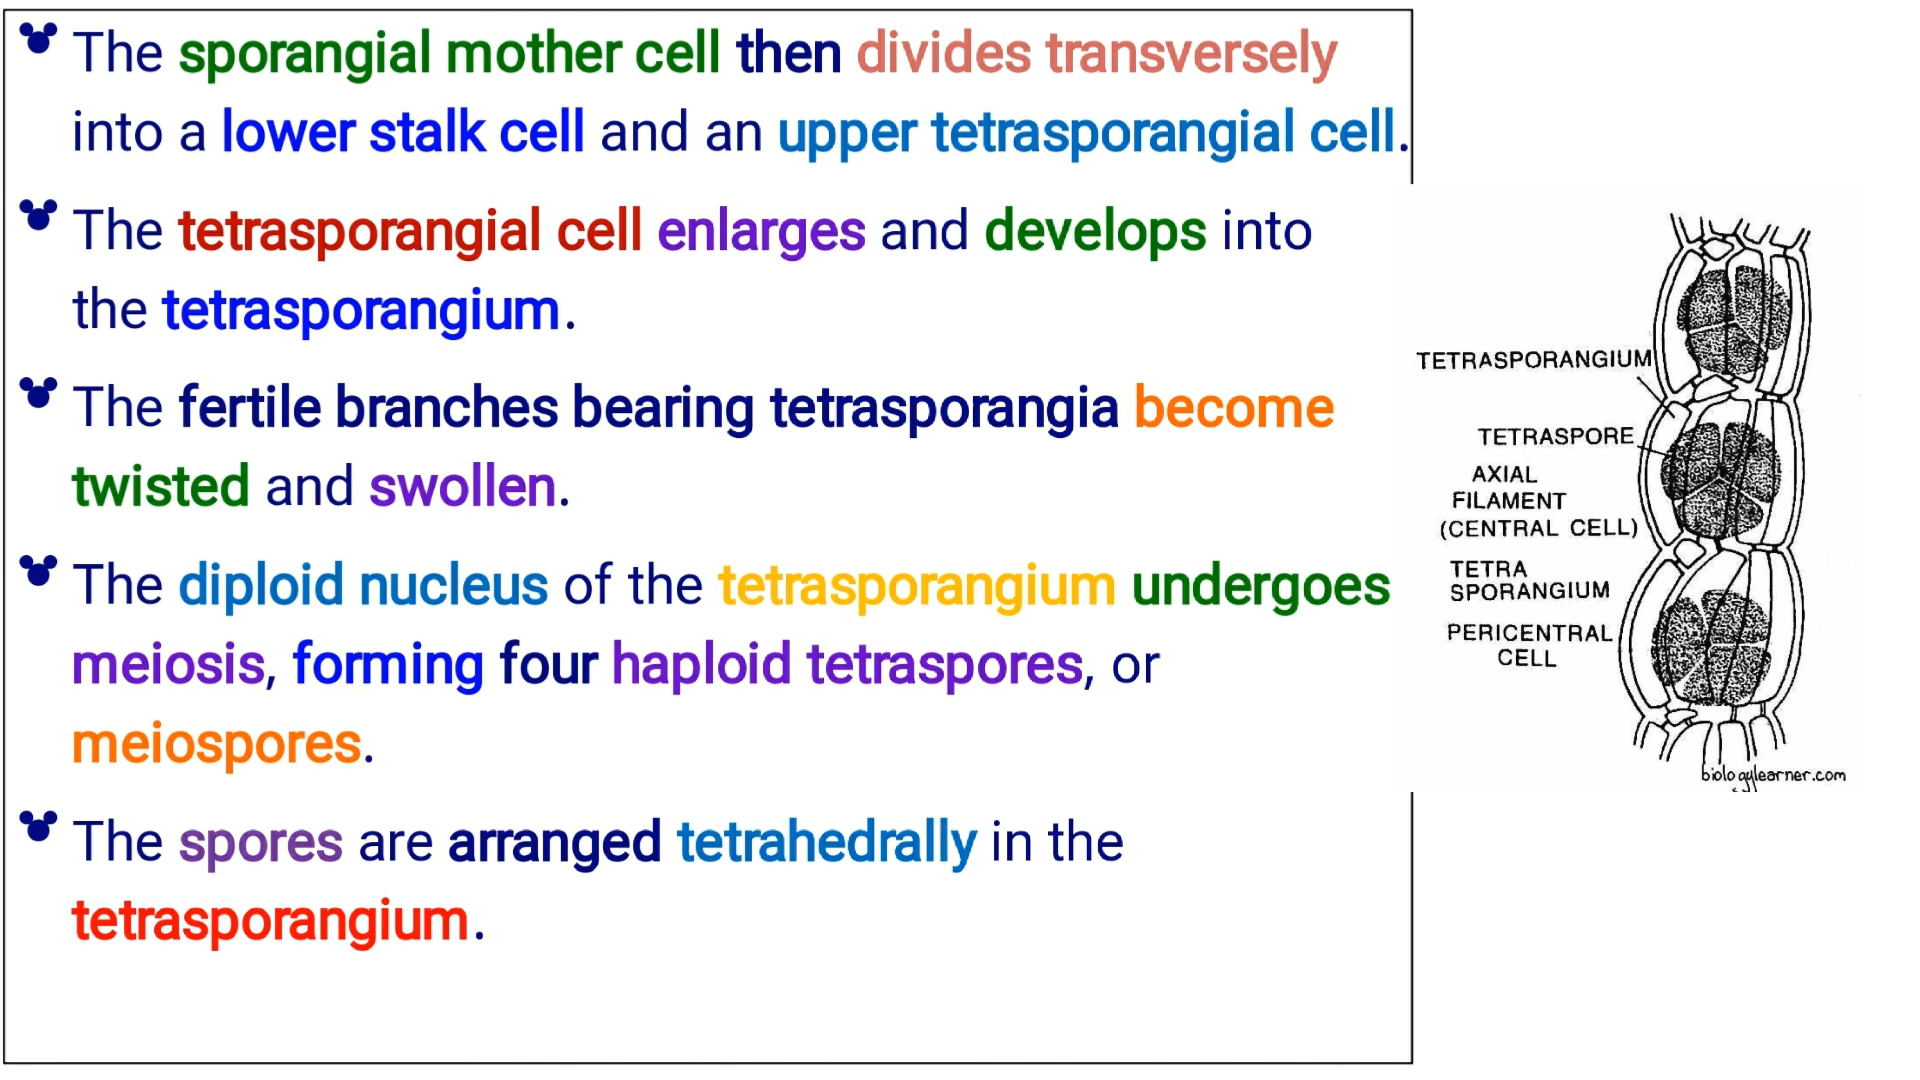 The sporangial mother cell then divides transversely
into a lower stalk cell and an upper tetrasporangial cell.
The tetrasporangial cell enlarges and develops into
the tetrasporangium.
The fertile branches bearing tetrasporangia become
twisted and swollen.
The diploid nucleus of the tetrasporangium undergoes
meiosis, forming four haploid tetraspores, or
meiospores.
The spores are arranged tetrahedrally in the
tetrasporangium.
TETRASPORANGIUM
TETRASPORE
AXIAL
FILAMENT
(CENTRAL CELL)
TETRA
SPORANGIUM
PERICENTRAL
CELL
biologylearner.com